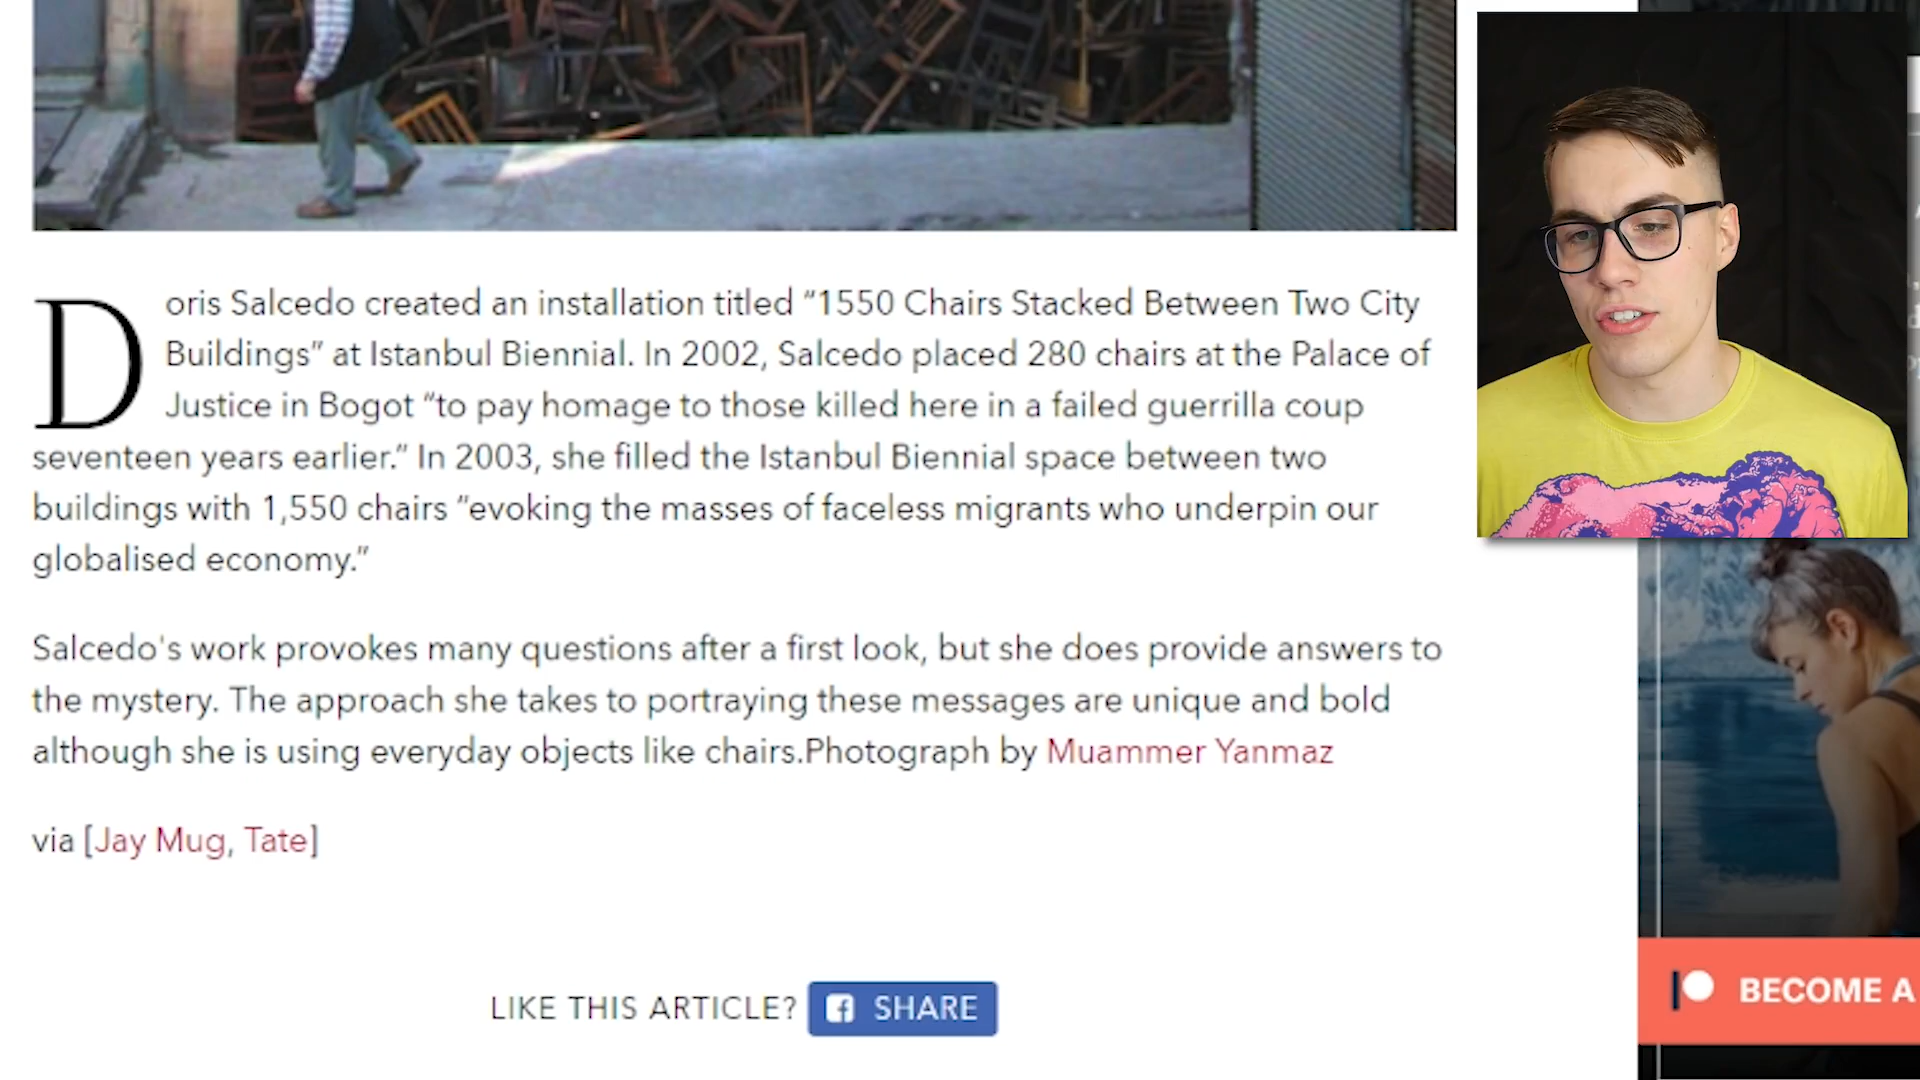 Doris Salcedo created an installation titled “1550 Chairs Stacked Between Two City
Buildings” at Istanbul Biennial. In 2002, Salcedo placed 280 chairs at the Palace of
Justice in Bogot “to pay homage to those killed here in a failed guerrilla coup
seventeen years earlier.” In 2003, she filled the Istanbul Biennial space between two
buildings with 1,550 chairs “evoking the masses of faceless migrants who underpin our
globalised economy.”
Salcedo's work provokes many questions after a first look, but she does provide answers to
the mystery. The approach she takes to portraying these messages are unique and bold
although she is using everyday objects like chairs.Photograph by Muammer Yanmaz
via [Jay Mug, Tate]
LIKE THIS ARTICLE? SHARE
BECOME A